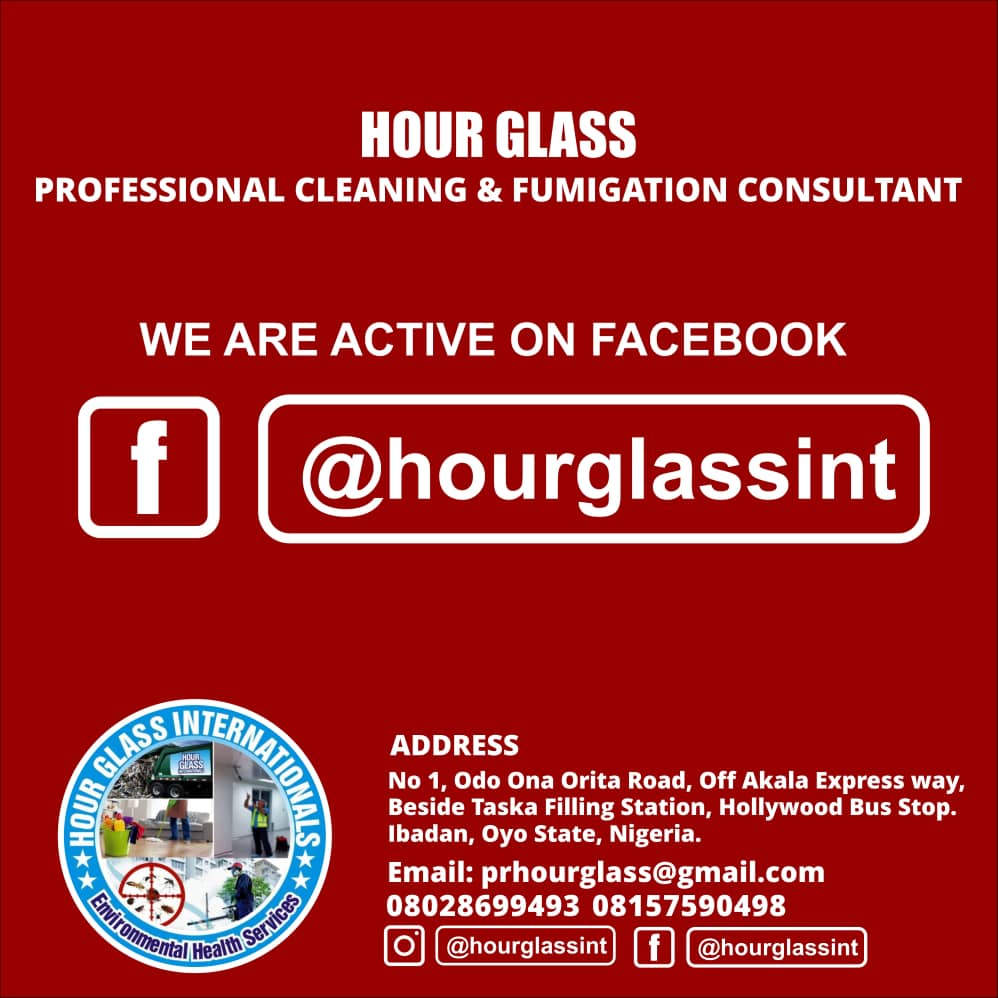 HOUR GLASS
PROFESSIONAL CLEANING & FUMIGATION CONSULTANT
WE ARE ACTIVE ON FACEBOOK
f @hourglassint
HOUR GLASS INTERNATIONALS
HOUR
GLASS
Environmental Health Services
ADDRESS
No 1, Odo Ona Orita Road, Off Akala Express way,
Beside Taska Filling Station, Hollywood Bus Stop.
Ibadan, Oyo State, Nigeria.
Email: prhourglass@gmail.com
08028699493 08157590498
@hourglassint f @hourglassint